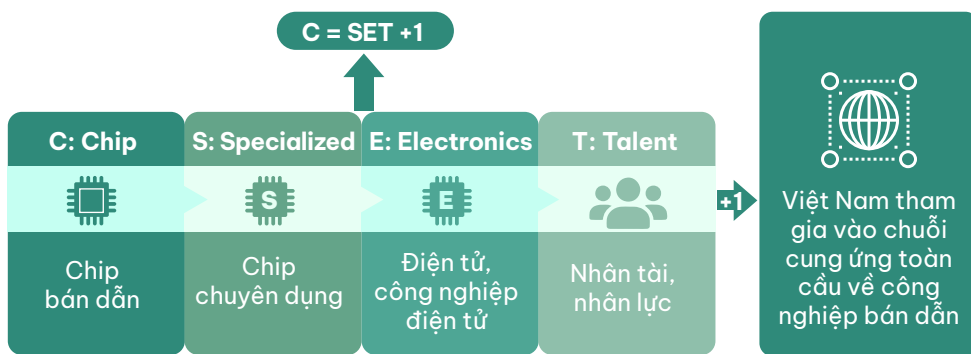 C = SET +1
C: Chip
S: Specialized
E: Electronics
T: Talent
S
E
+1
Chip
bán dẫn
Chip
chuyên dụng
Điện tử,
công nghiệp
điện tử
Nhân tài,
nhân lực
Việt Nam tham
gia vào chuỗi
cung ứng toàn
cầu về công
nghiệp bán dẫn